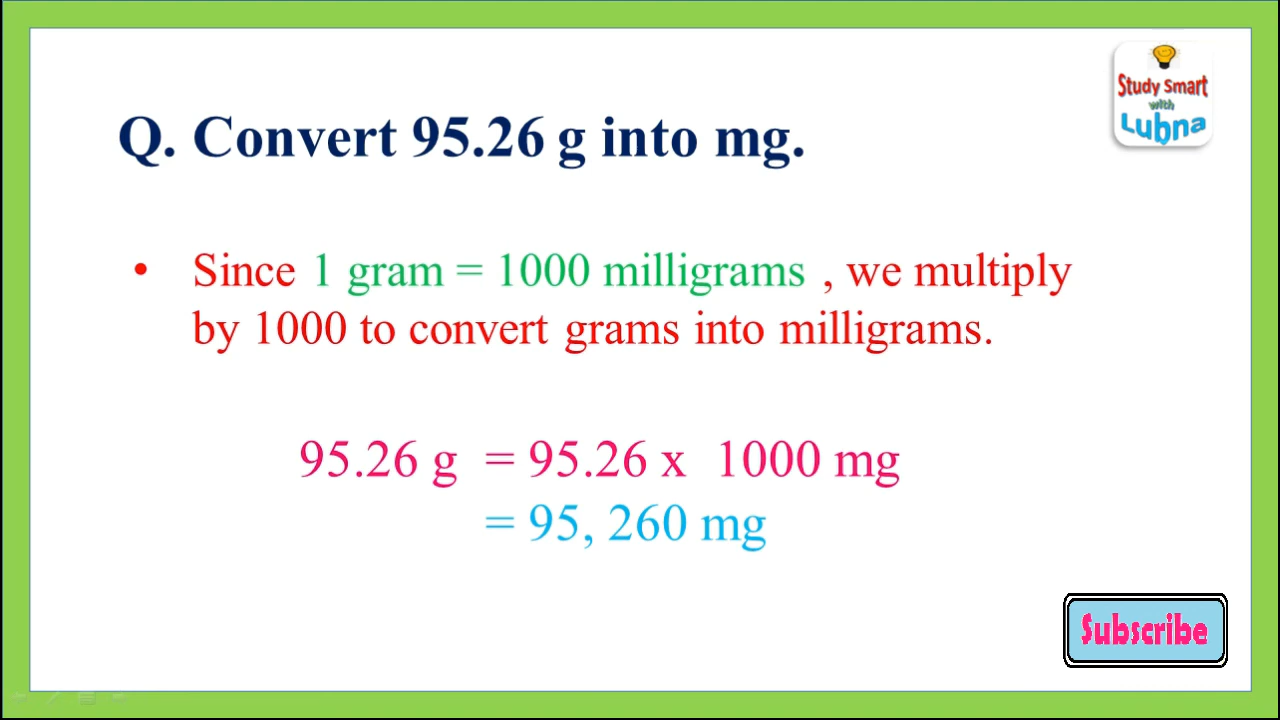 Study Smart
with
Lubna
Q. Convert 95.26 g into mg.
• Since 1 gram = 1000 milligrams , we multiply
by 1000 to convert grams into milligrams.
95.26 g = 95.26 x 1000 mg
= 95, 260 mg
Subscribe